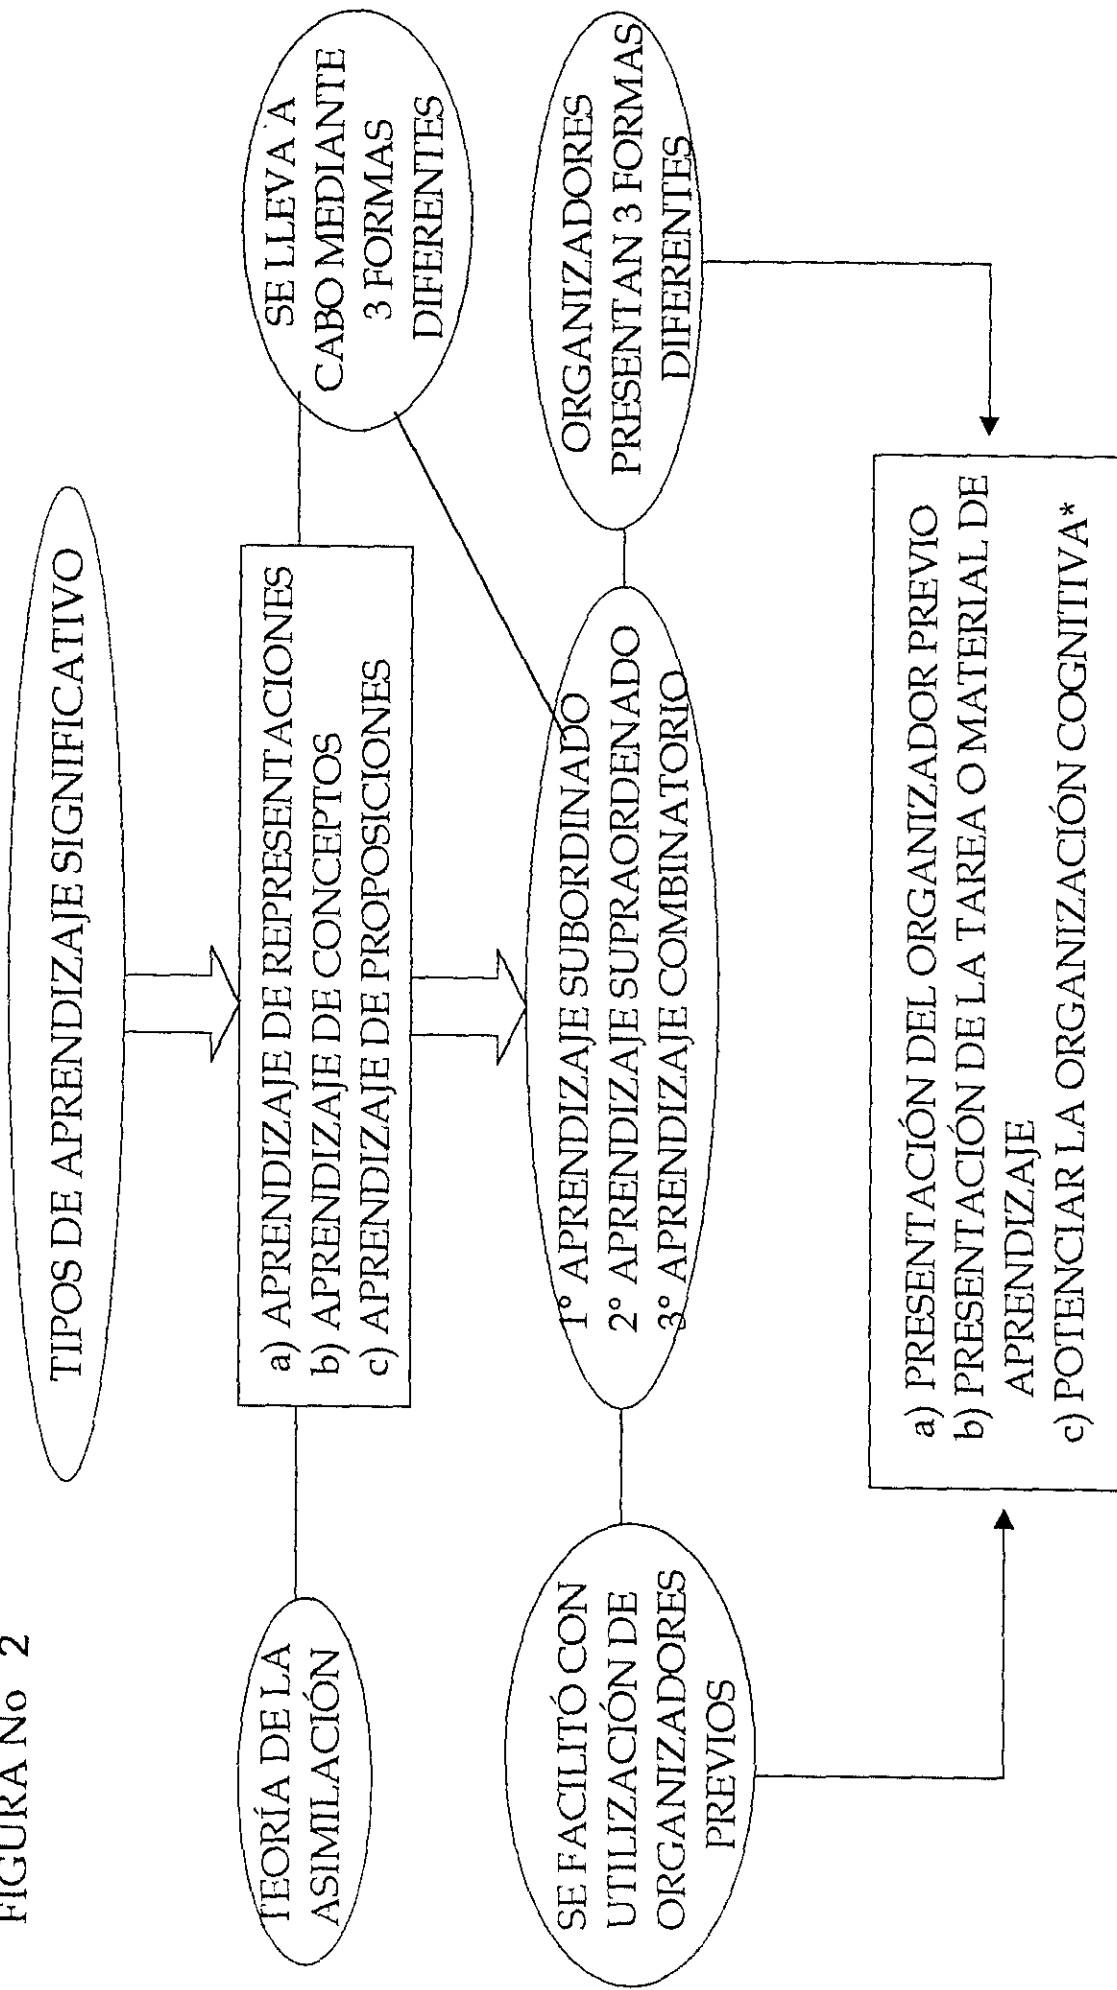 FIGURA No 2
TIPOS DE APRENDIZAJE SIGNIFICATIVO
TEORÍA DE LA
ASIMILACIÓN
a) APRENDIZAJE DE REPRESENTACIONES
b) APRENDIZAJE DE CONCEPTOS
c) APRENDIZAJE DE PROPOSICIONES
SE LLEVA A
CABO MEDIANTE
3 FORMAS
DIFERENTES
SE FACILITÓ CON
UTILIZACIÓN DE
ORGANIZADORES
PREVIOS
1° APRENDIZAJE SUBORDINADO
2° APRENDIZAJE SUPRAORDENADO
3° APRENDIZAJE COMBINATORIO
ORGANIZADORES
PRESENTAN 3 FORMAS
DIFERENTES
a) PRESENTACIÓN DEL ORGANIZADOR PREVIO
b) PRESENTACIÓN DE LA TAREA O MATERIAL DE
APRENDIZAJE
c) POTENCIAR LA ORGANIZACIÓN COGNITIVA*